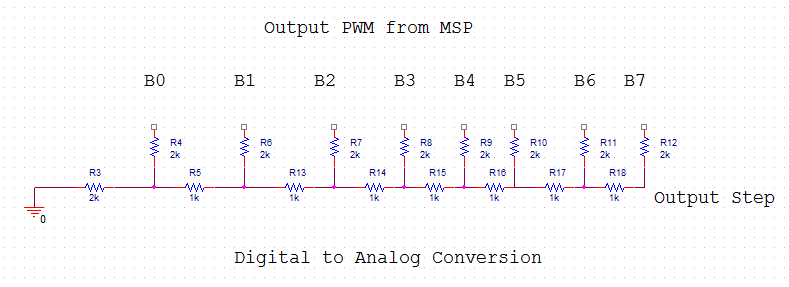 Output PWM from MSP
B0 B1 B2 B3 B4 B5 B6 B7
R4 R6 R7 R8 R9 R10 R11 R12
2k 2k 2k 2k 2k 2k 2k 2k
R3 R5 R13 R14 R15 R16 R17 R18
2k 1k 1k 1k 1k 1k 1k 1k
Output Step
0
Digital to Analog Conversion